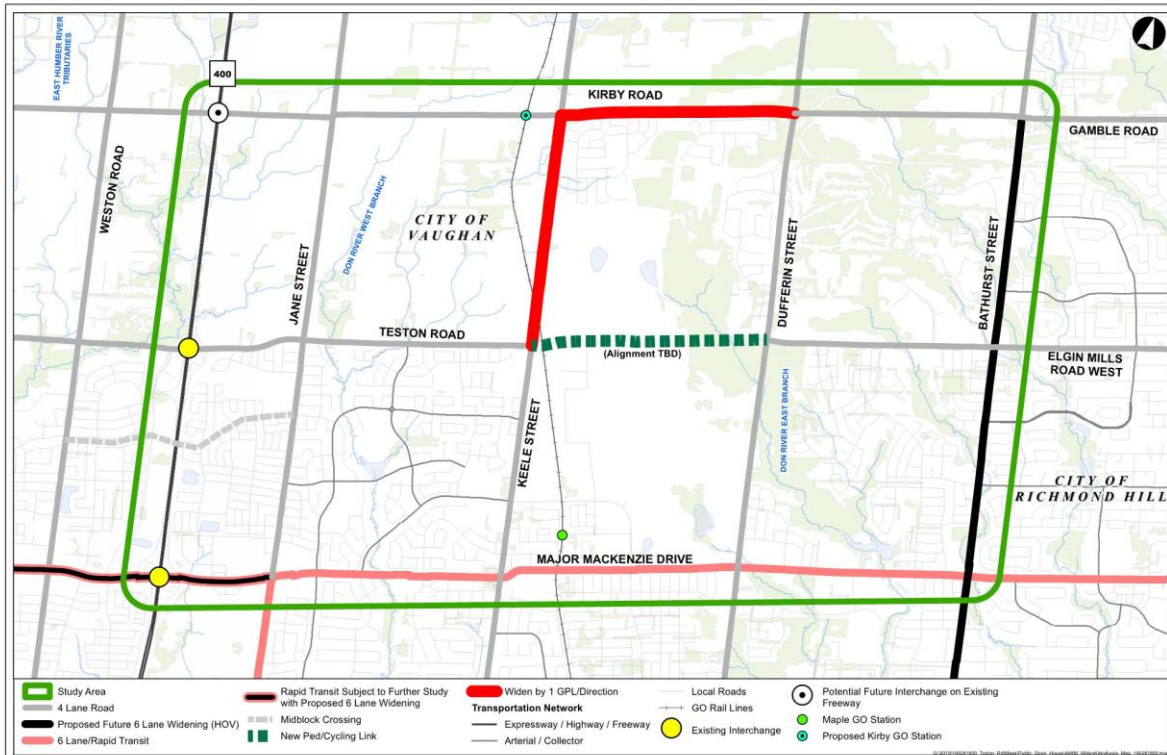 EAST HUMBER RIVER
TRIBUTARIES
400
KIRBY ROAD
GAMBLE ROAD
WESTON ROAD
DON RIVER WEST BRANCH
CITY OF
VAUGHAN
JANE STREET
DUFFERIN STREET
BATHURST STREET
TESTON ROAD
(Alignment TBD)
ELGIN MILLS
ROAD WEST
KEELE STREET
DON RIVER EAST BRANCH
CITY OF
RICHMOND HILL
MAJOR MACKENZIE DRIVE
Study Area
4 Lane Road
Proposed Future 6 Lane Widening (HOV)
6 Lane/Rapid Transit
Rapid Transit Subject to Further Study
with Proposed 6 Lane Widening
Midblock Crossing
New Ped/Cycling Link
Widen by 1 GPL/Direction
Transportation Network
Expressway / Highway / Freeway
Arterial / Collector
Local Roads
GO Rail Lines
Existing Interchange
Potential Future Interchange on Existing
Freeway
Maple GO Station
Proposed Kirby GO Station